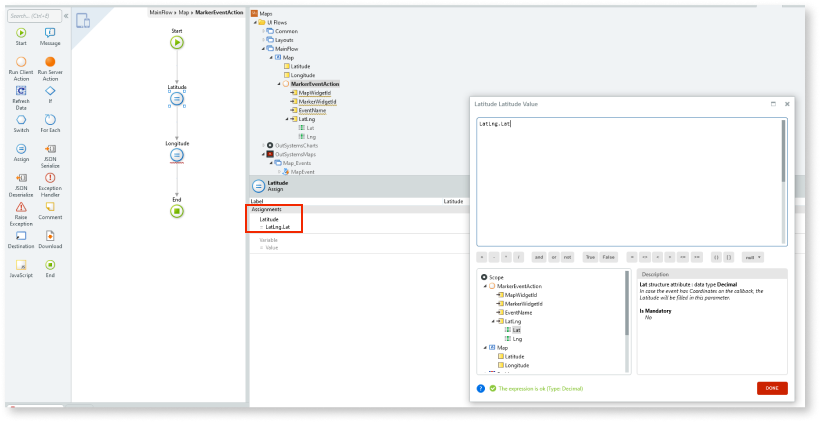 Search... (Ctrl+E)
Start
Message
Run Client
Action
Run Server
Action
Refresh
Data
If
Switch
For Each
Assign
JSON
Serialize
JSON
Deserialize
Exception
Handler
Raise
Exception
Comment
Destination
Download
JavaScript
End
MainFlow ▸ Map ▸ MarkerEventAction
Start
Latitude
Longitude
End
Maps
UI Flows
Common
Layouts
MainFlow
Map
Latitude
Longitude
MarkerEventAction
MapWidgetId
MarkerWidgetId
EventName
LatLng
Lat
Lng
OutSystemsCharts
OutSystemsMaps
Map_Events
MapEvent
Latitude
Assign
Label
Latitude
Assignments
Latitude
= LatLng.Lat
Variable
= Value
Latitude Latitude Value
LatLng.Lat
+ - * / and or not True False = <> < > <= >= ( ) [ ] null
Scope
MarkerEventAction
MapWidgetId
MarkerWidgetId
EventName
LatLng
Lat
Lng
Map
Latitude
Longitude
Description
Lat structure attribute : data type Decimal
In case the event has Coordinates on the callback, the
Latitude will be filled in this parameter.
Is Mandatory
No
? The expression is ok (Type: Decimal)
DONE